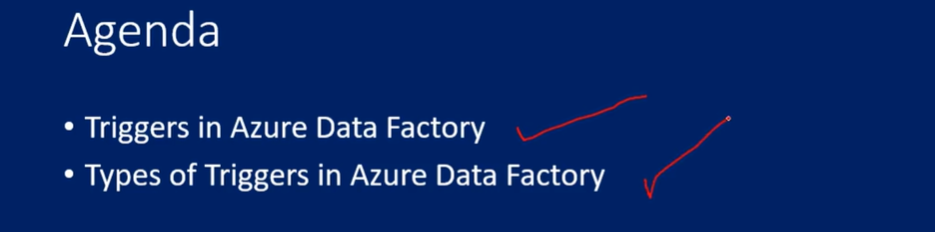 Agenda
• Triggers in Azure Data Factory
• Types of Triggers in Azure Data Factory